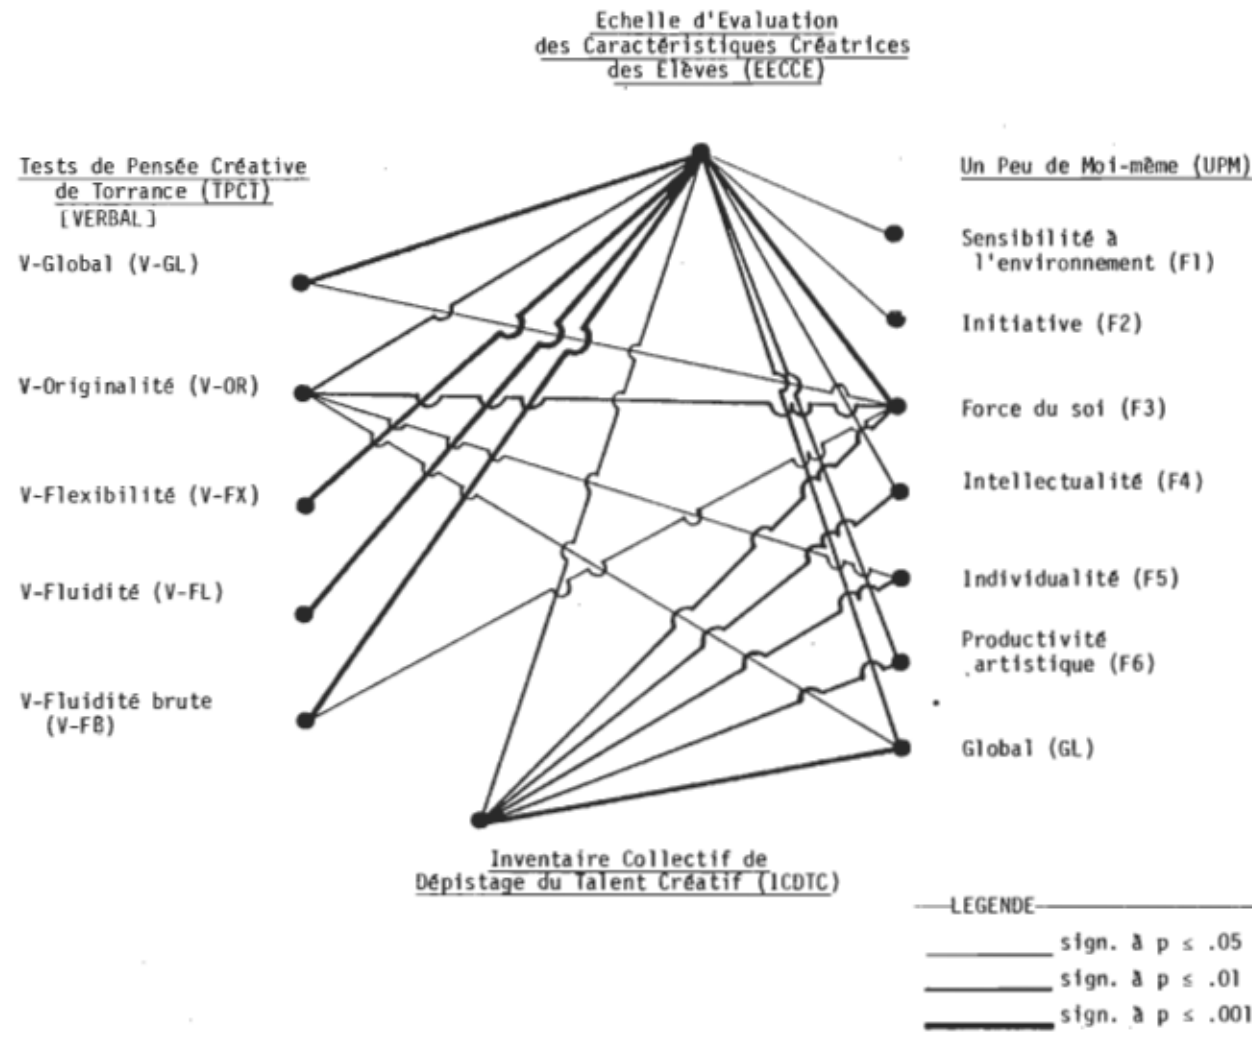 Echelle d'Evaluation
des Caractéristiques Créatrices
des Elèves (EECCE)
Tests de Pensée Créative
de Torrance (TPCT)
[VERBAL]
V-Global (V-GL)
V-Originalité (V-OR)
V-Flexibilité (V-FX)
V-Fluidité (V-FL)
V-Fluidité brute
(V-FB)
Un Peu de Moi-même (UPM)
Sensibilité à
l'environnement (F1)
Initiative (F2)
Force du soi (F3)
Intellectualité (F4)
Individualité (F5)
Productivité
artistique (F6)
Global (GL)
Inventaire Collectif de
Dépistage du Talent Créatif (ICDTC)
LEGENDE
sign. à p ≤ .05
sign. à p ≤ .01
sign. à p ≤ .001